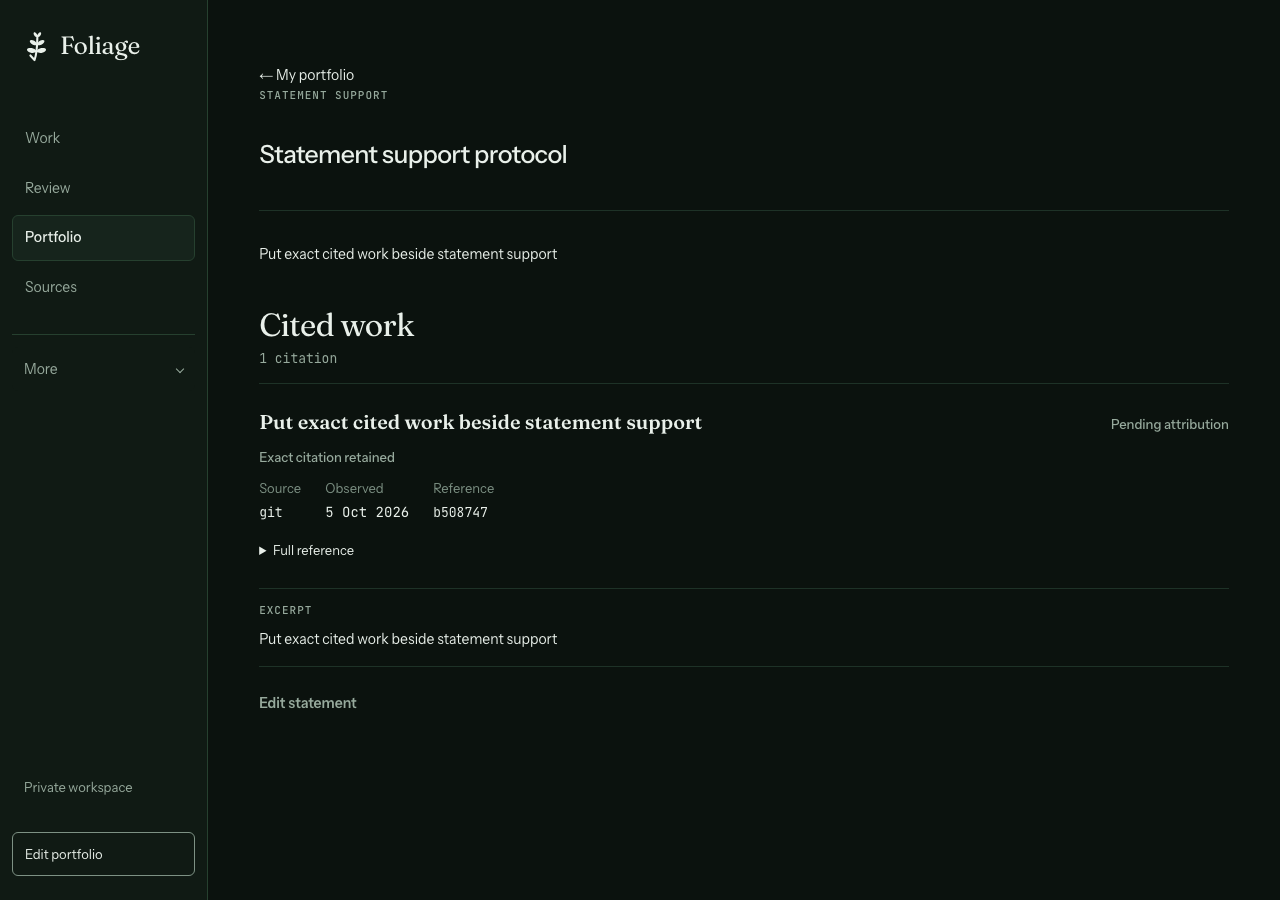 Foliage
Work
Review
Portfolio
Sources
More
Private workspace
Edit portfolio
← My portfolio
STATEMENT SUPPORT
Statement support protocol
Put exact cited work beside statement support
Cited work
1 citation
Put exact cited work beside statement support
Pending attribution
Exact citation retained
Source Observed Reference
git 5 Oct 2026 b508747
Full reference
EXCERPT
Put exact cited work beside statement support
Edit statement